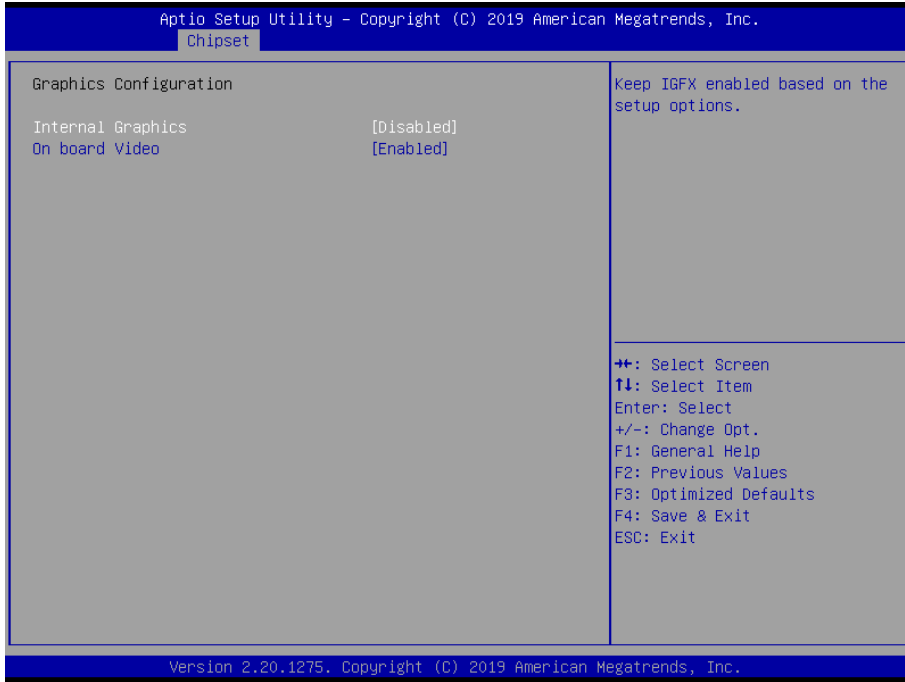 Aptio Setup Utility – Copyright (C) 2019 American Megatrends, Inc.
Chipset
Graphics Configuration
Internal Graphics [Disabled]
On board Video [Enabled]
Keep IGFX enabled based on the
setup options.
→←: Select Screen
↑↓: Select Item
Enter: Select
+/-: Change Opt.
F1: General Help
F2: Previous Values
F3: Optimized Defaults
F4: Save & Exit
ESC: Exit
Version 2.20.1275. Copyright (C) 2019 American Megatrends, Inc.